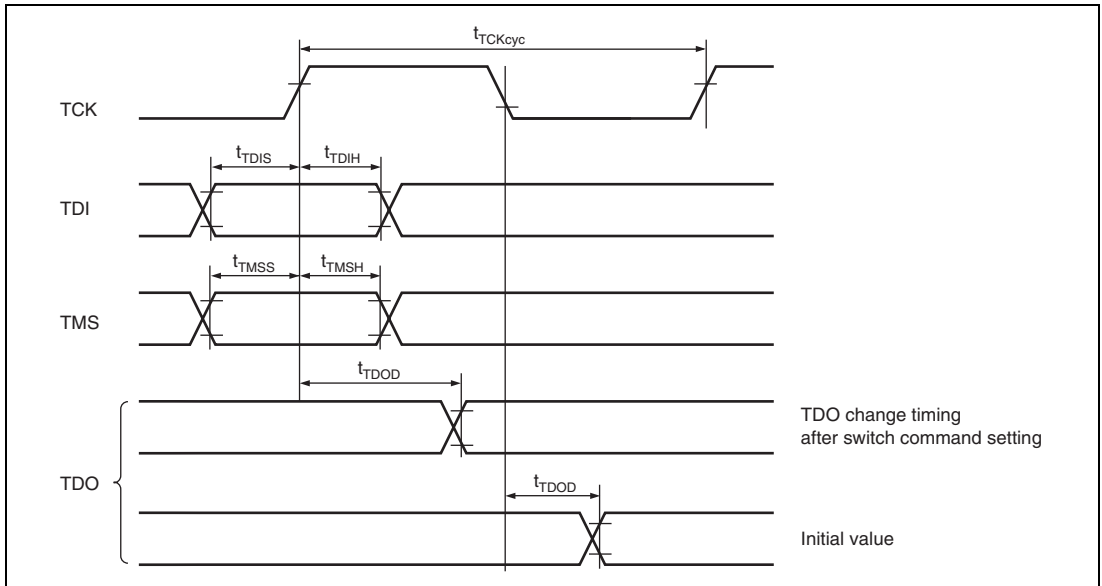 tTCKcyc
TCK
tTDIS
tTDIH
TDI
tTMSS
tTMSH
TMS
tTDOD
TDO change timing
after switch command setting
TDO
tTDOD
Initial value